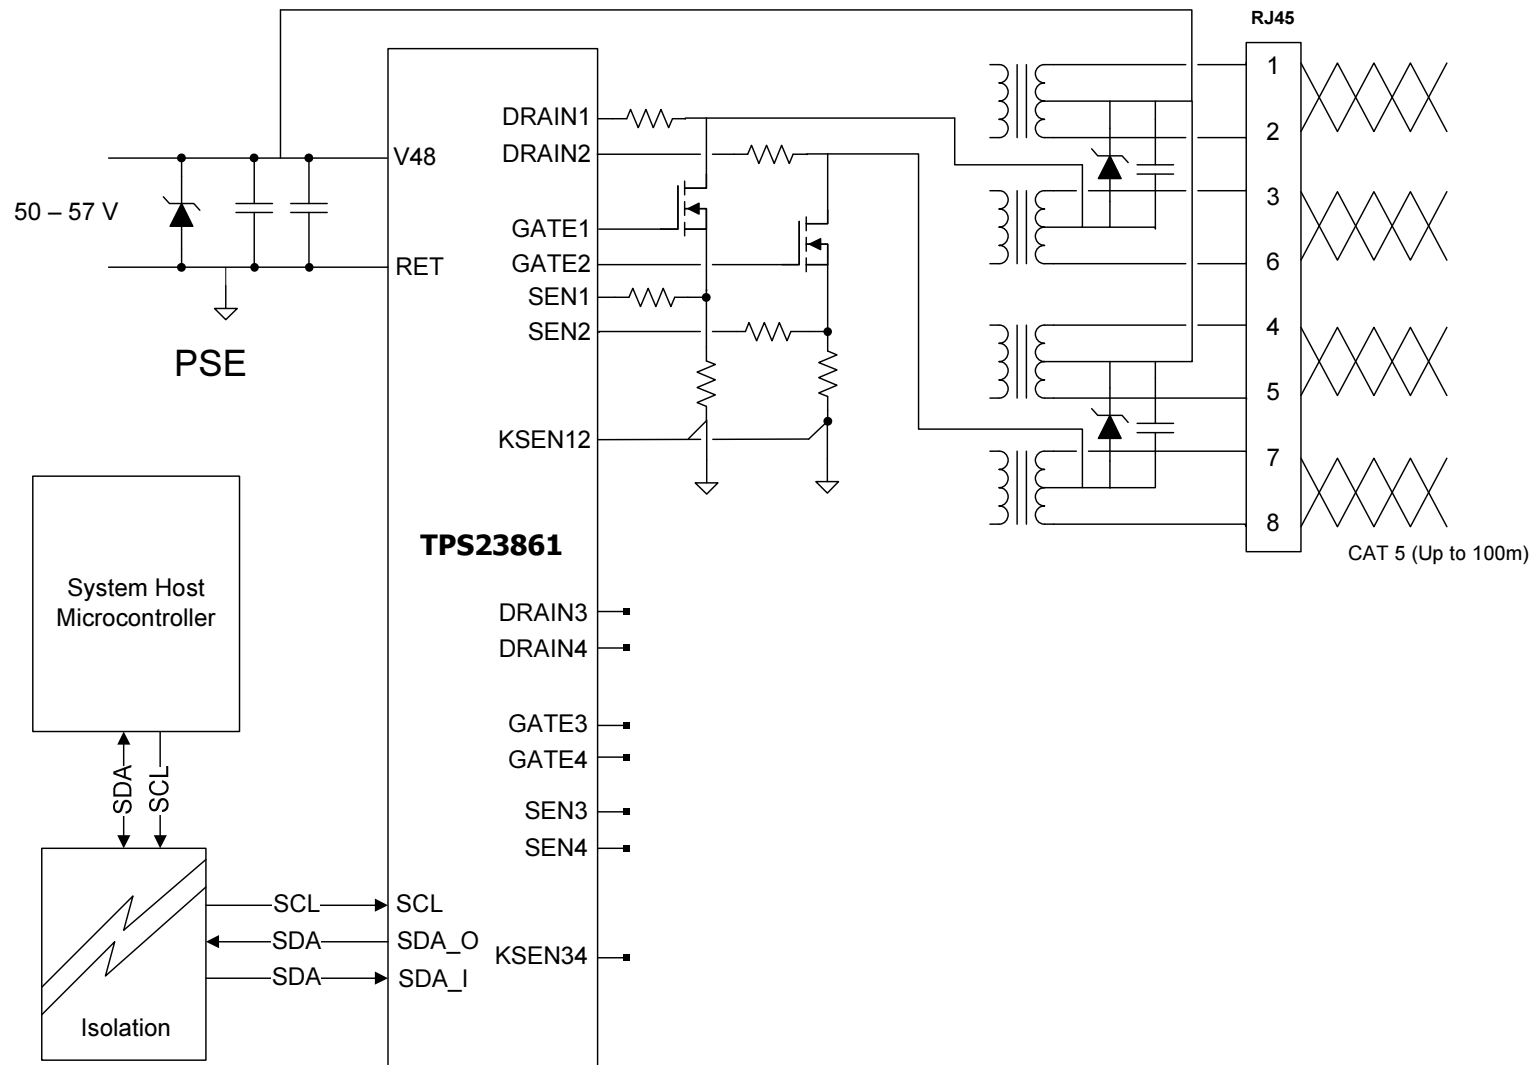 RJ45
DRAIN1
DRAIN2
V48
50 – 57 V
GATE1
GATE2
RET
SEN1
SEN2
PSE
KSEN12
1
2
3
6
4
5
7
8
CAT 5 (Up to 100m)
TPS23861
System Host
Microcontroller
DRAIN3
DRAIN4
GATE3
GATE4
SEN3
SEN4
KSEN34
SDA
SCL
SCL
SCL
SDA
SDA_O
SDA
SDA_I
Isolation